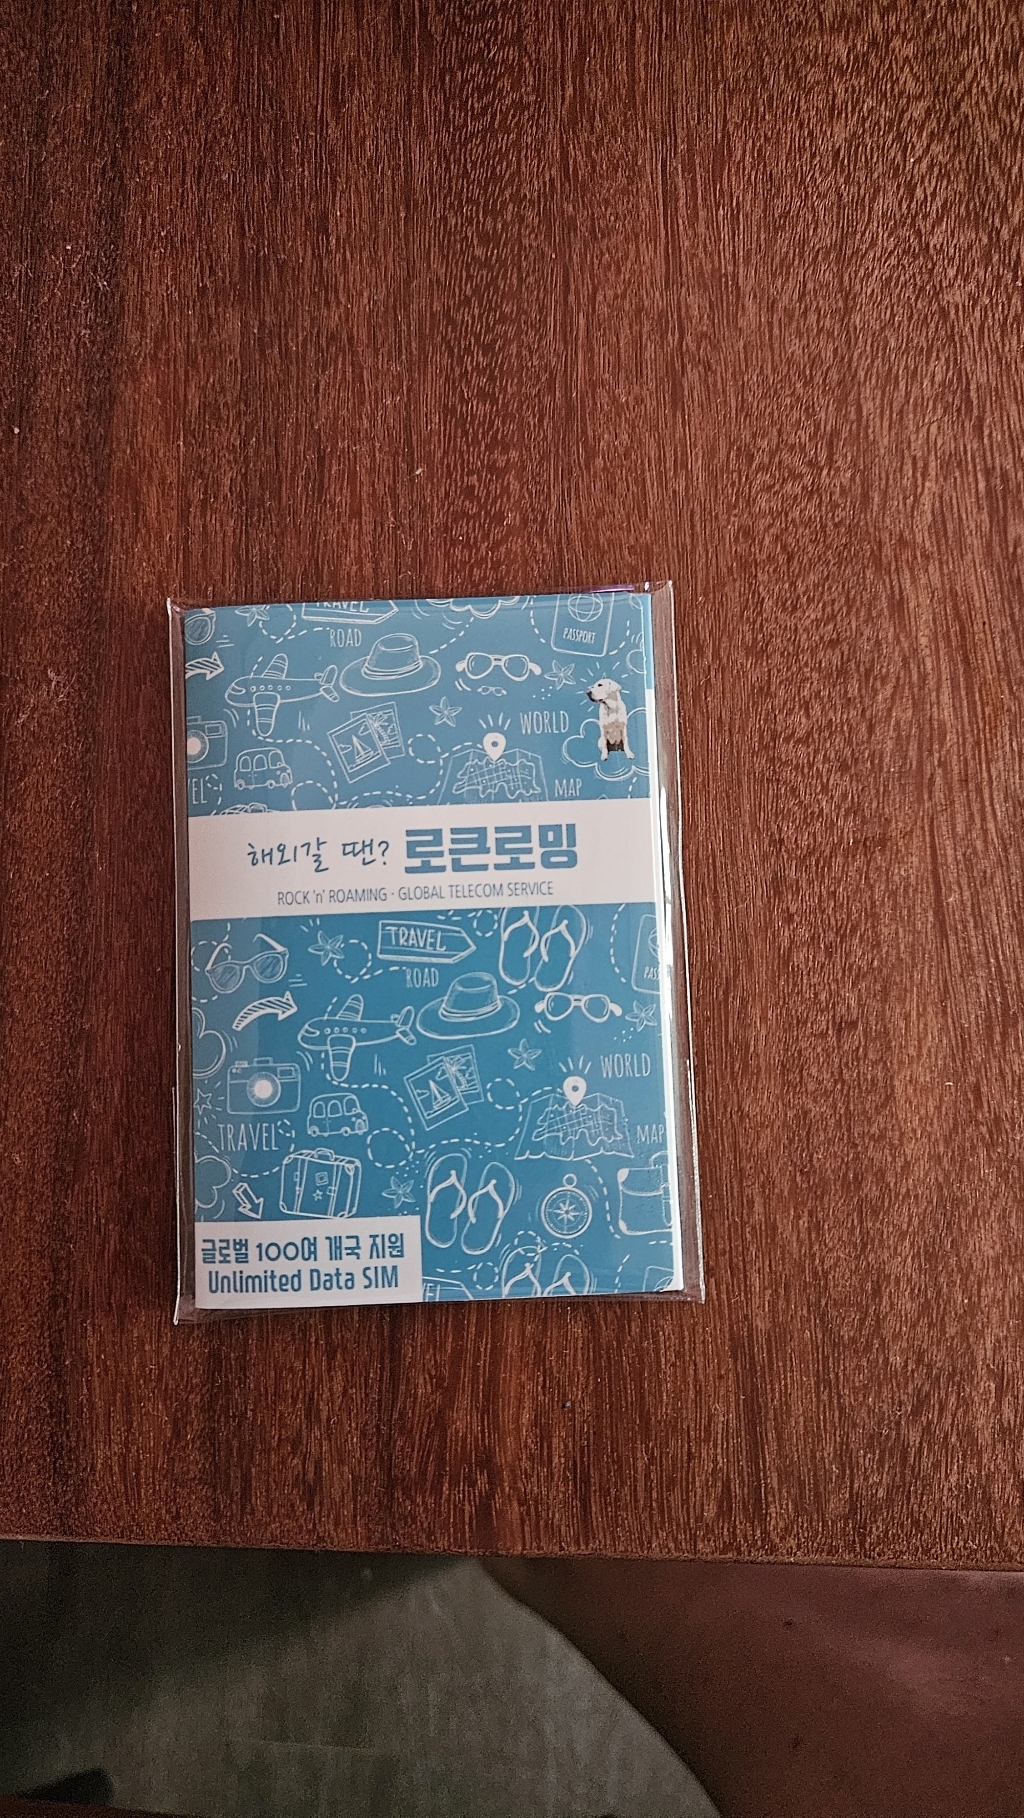 TRAVEL
ROAD
PASSPORT
WORLD
EL
MAP
해외갈 땐? 로큰로밍
ROCK 'n' ROAMING · GLOBAL TELECOM SERVICE
TRAVEL
ROAD
PASS
WORLD
TRAVEL
MAP
글로벌 100여 개국 지원
Unlimited Data SIM
EL